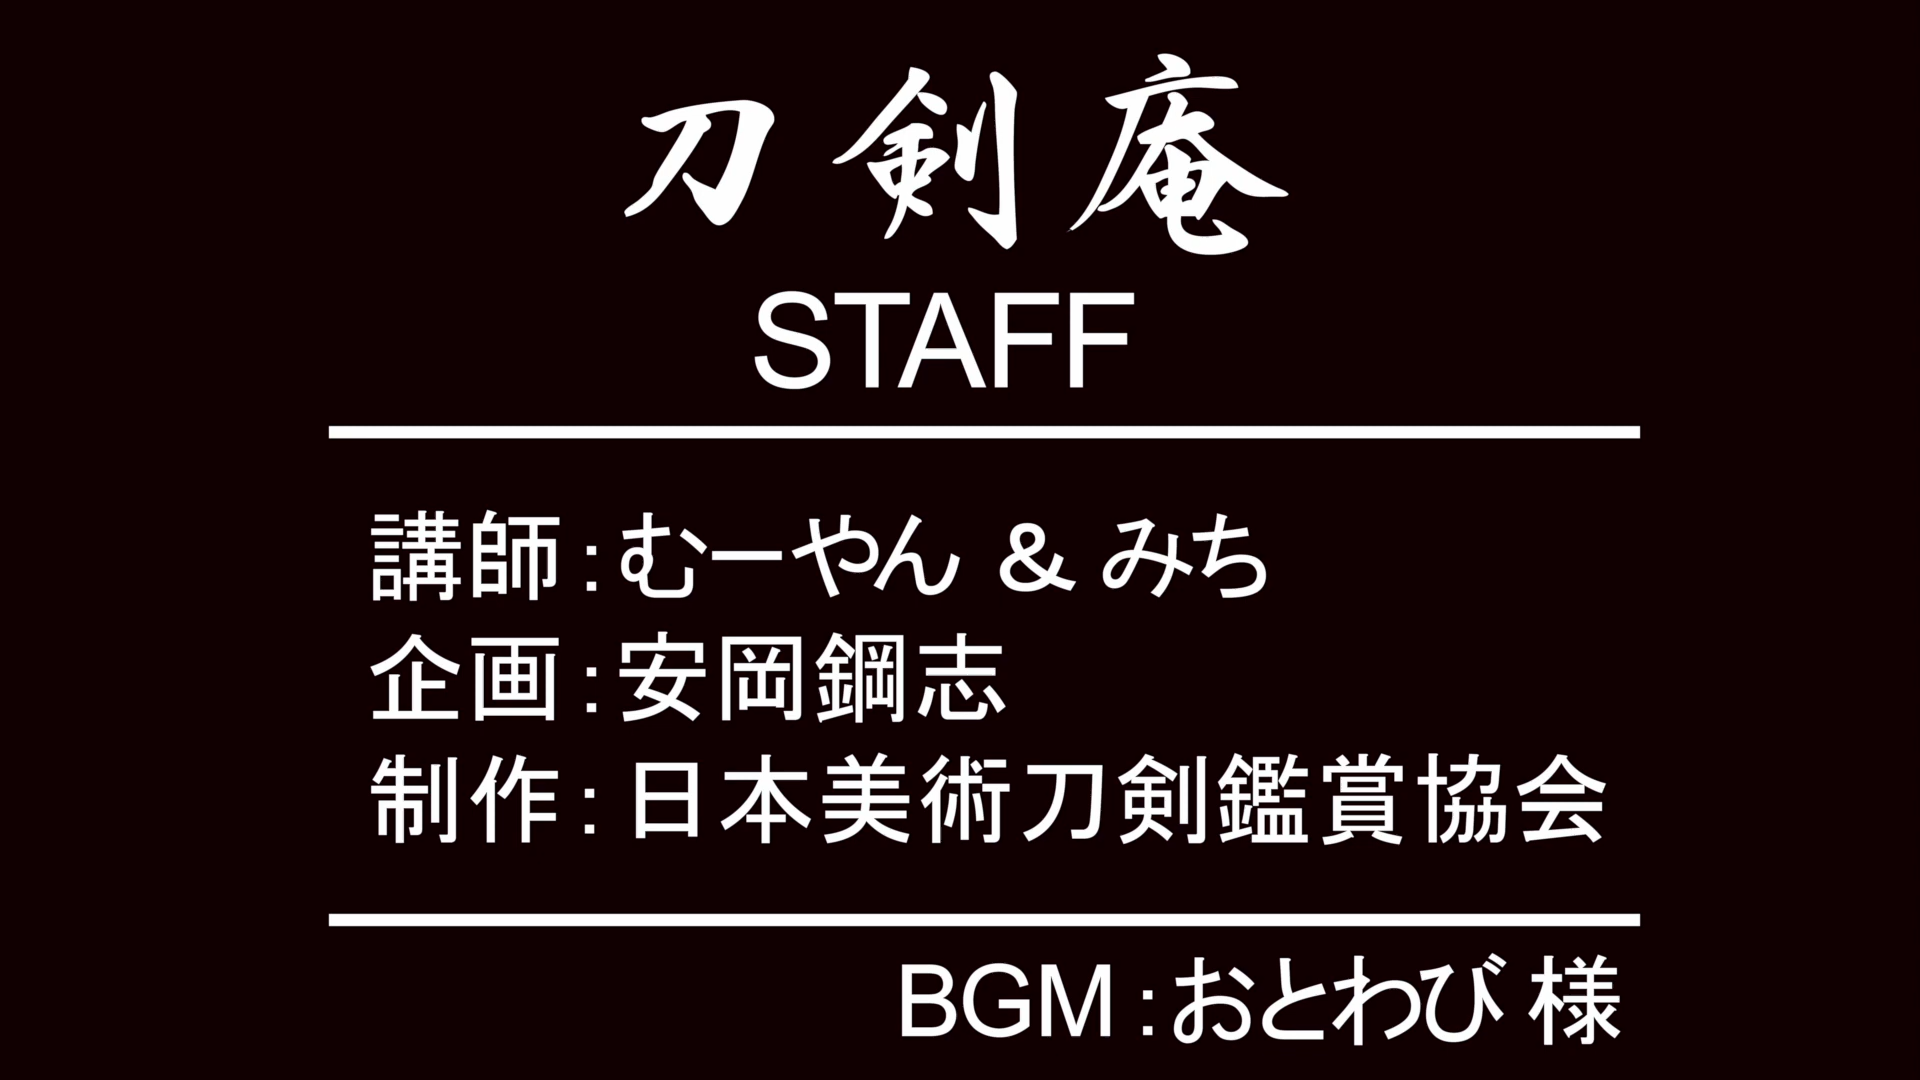 刀剣庵
STAFF
講師：むーやん ＆ みち
企画：安岡鋼志
制作：日本美術刀剣鑑賞協会
BGM：おとわび 様